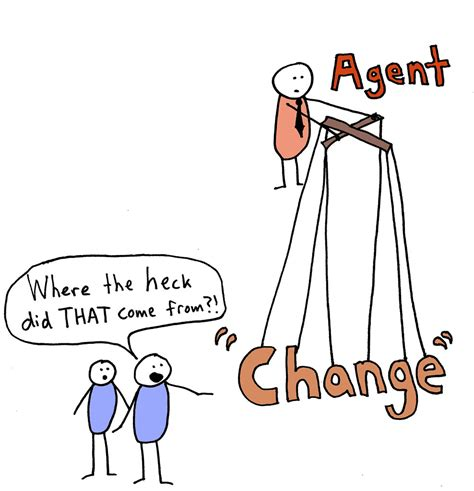 Agent
Where the heck
did THAT come from?!
"Change"